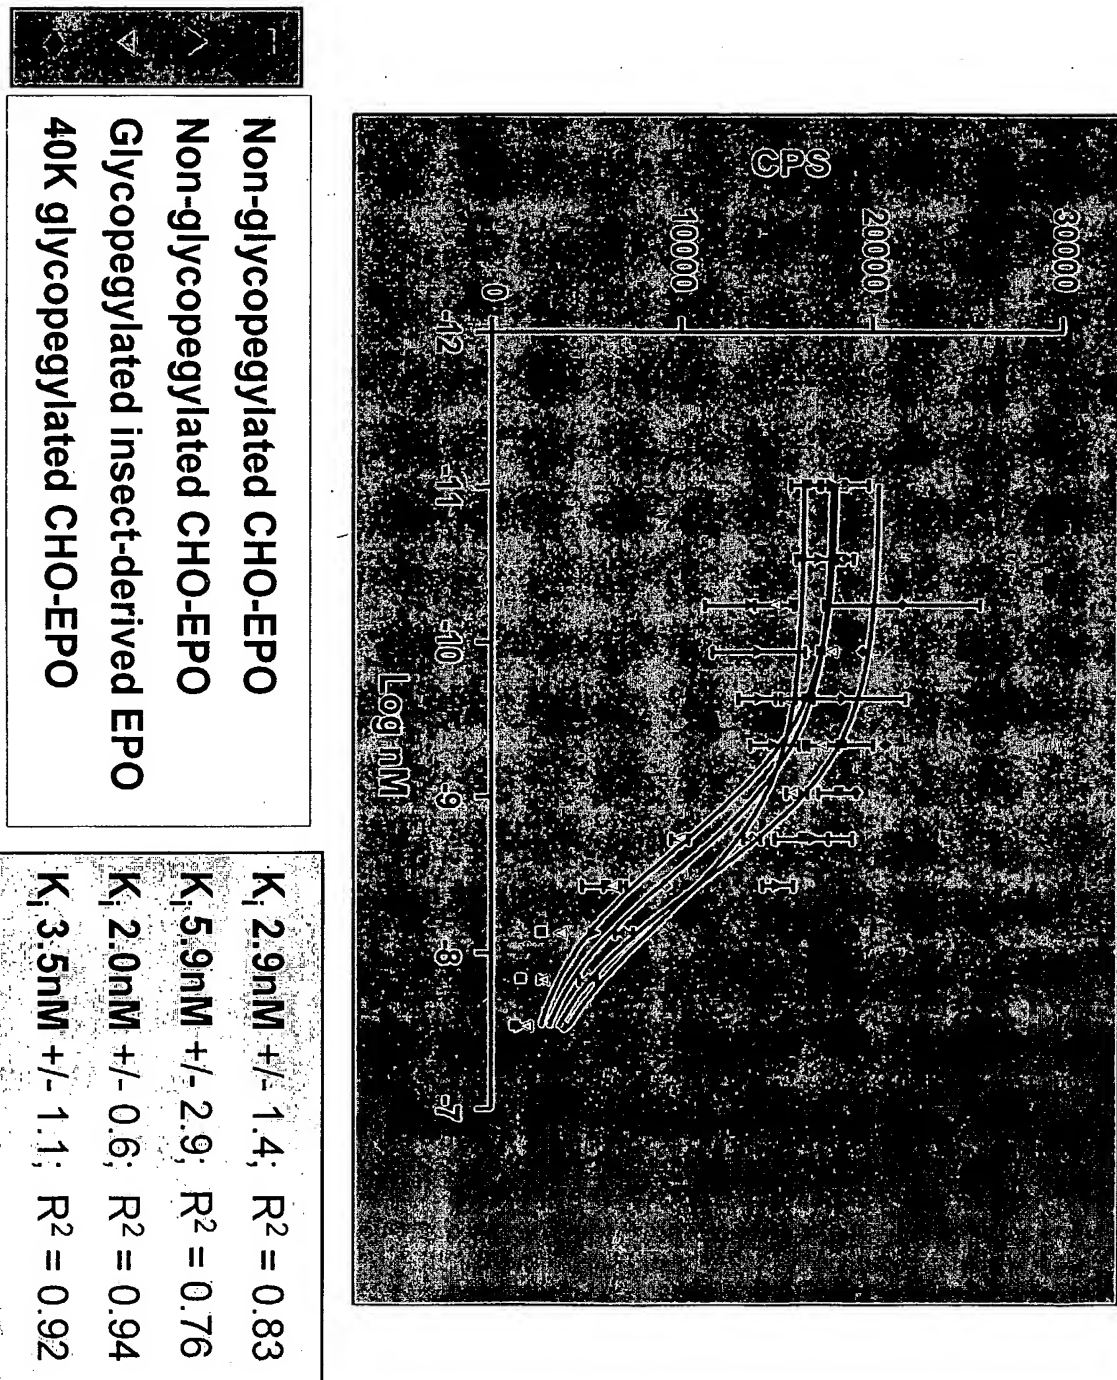 CPS
30000
20000
10000
0
-12
-11
-10
-9
-8
-7
Log nM
Non-glycopegylated CHO-EPO
Non-glycopegylated CHO-EPO
Glycopegylated insect-derived EPO
40K glycopegylated CHO-EPO
Ki 2.9nM +/- 1.4; R² = 0.83
Ki 5.9nM +/- 2.9; R² = 0.76
Ki 2.0nM +/- 0.6; R² = 0.94
Ki 3.5nM +/- 1.1; R² = 0.92